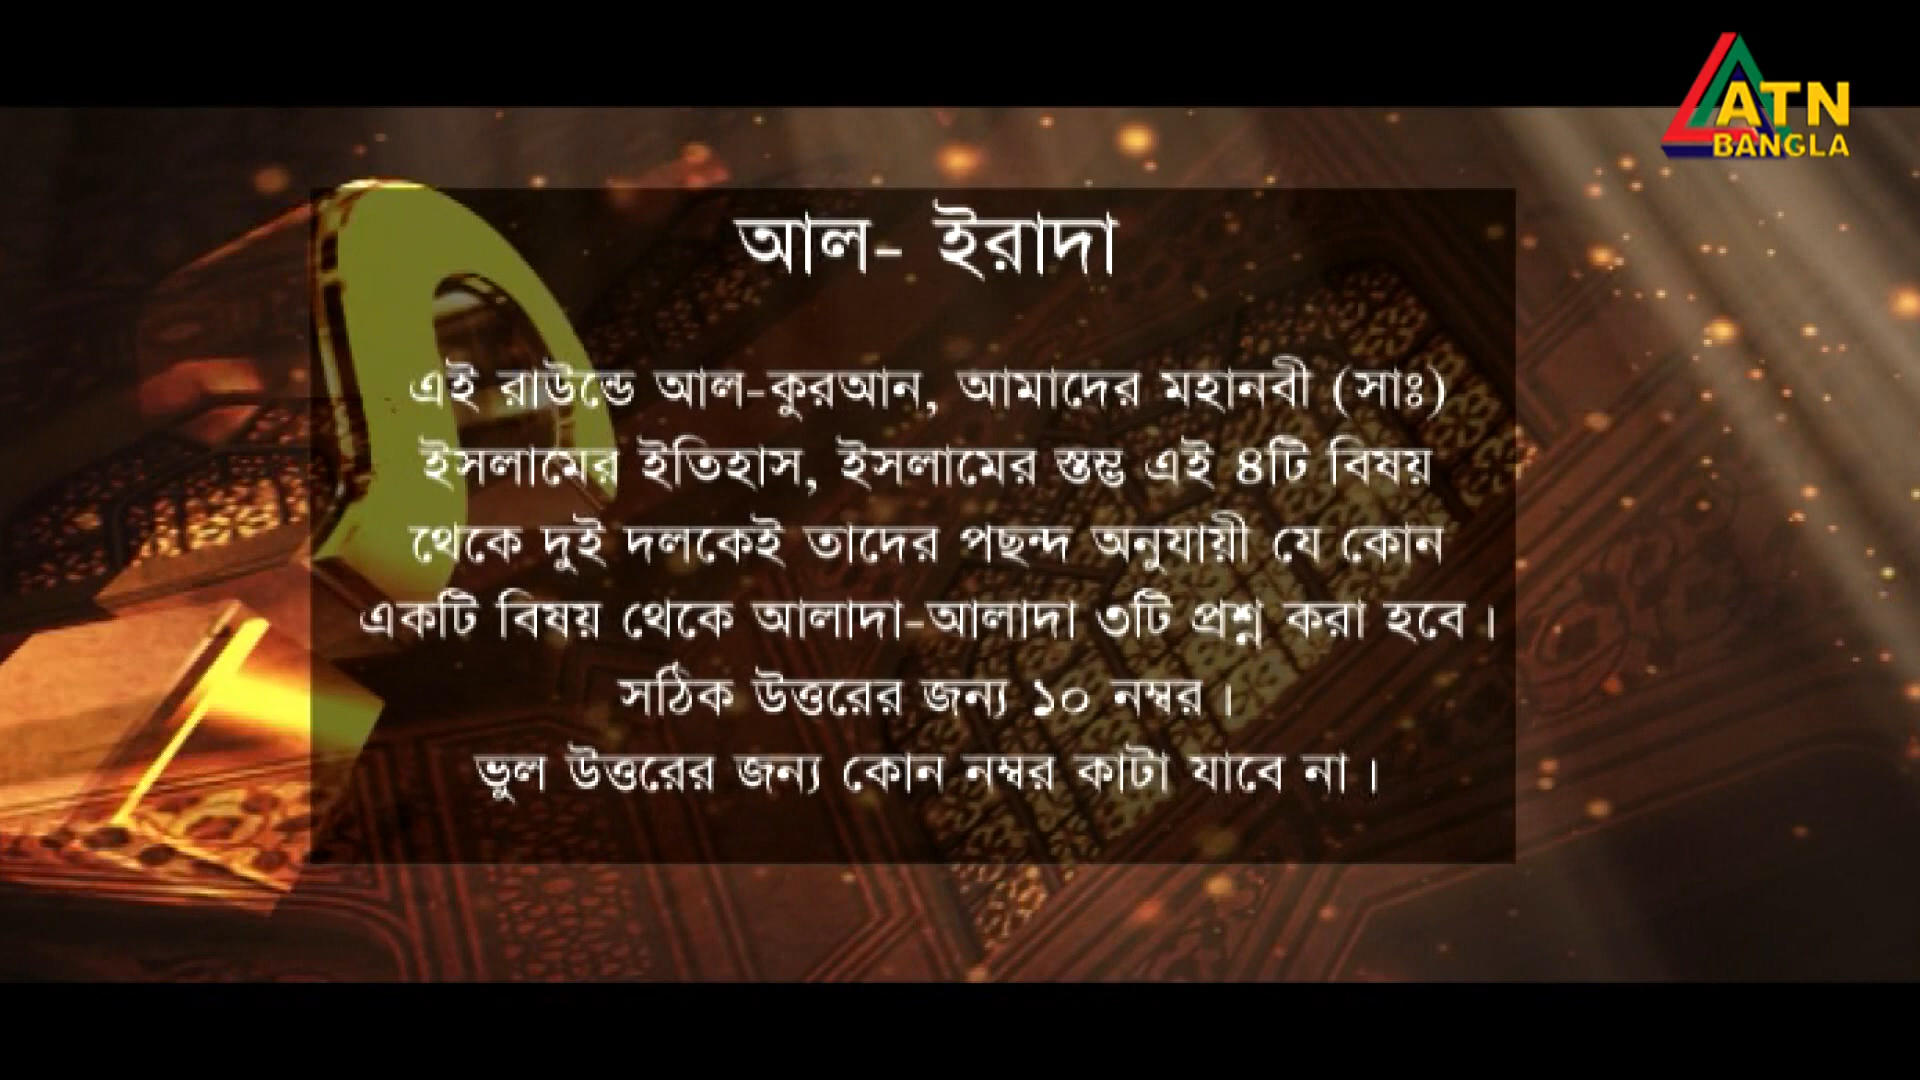 ATN
BANGLA
আল- ইরাদা
এই রাউন্ডে আল-কুরআন, আমাদের মহানবী (সাঃ)
ইসলামের ইতিহাস, ইসলামের স্তম্ভ এই ৪টি বিষয়
থেকে দুই দলকেই তাদের পছন্দ অনুযায়ী যে কোন
একটি বিষয় থেকে আলাদা-আলাদা ৩টি প্রশ্ন করা হবে।
সঠিক উত্তরের জন্য ১০ নম্বর।
ভুল উত্তরের জন্য কোন নম্বর কাটা যাবে না।